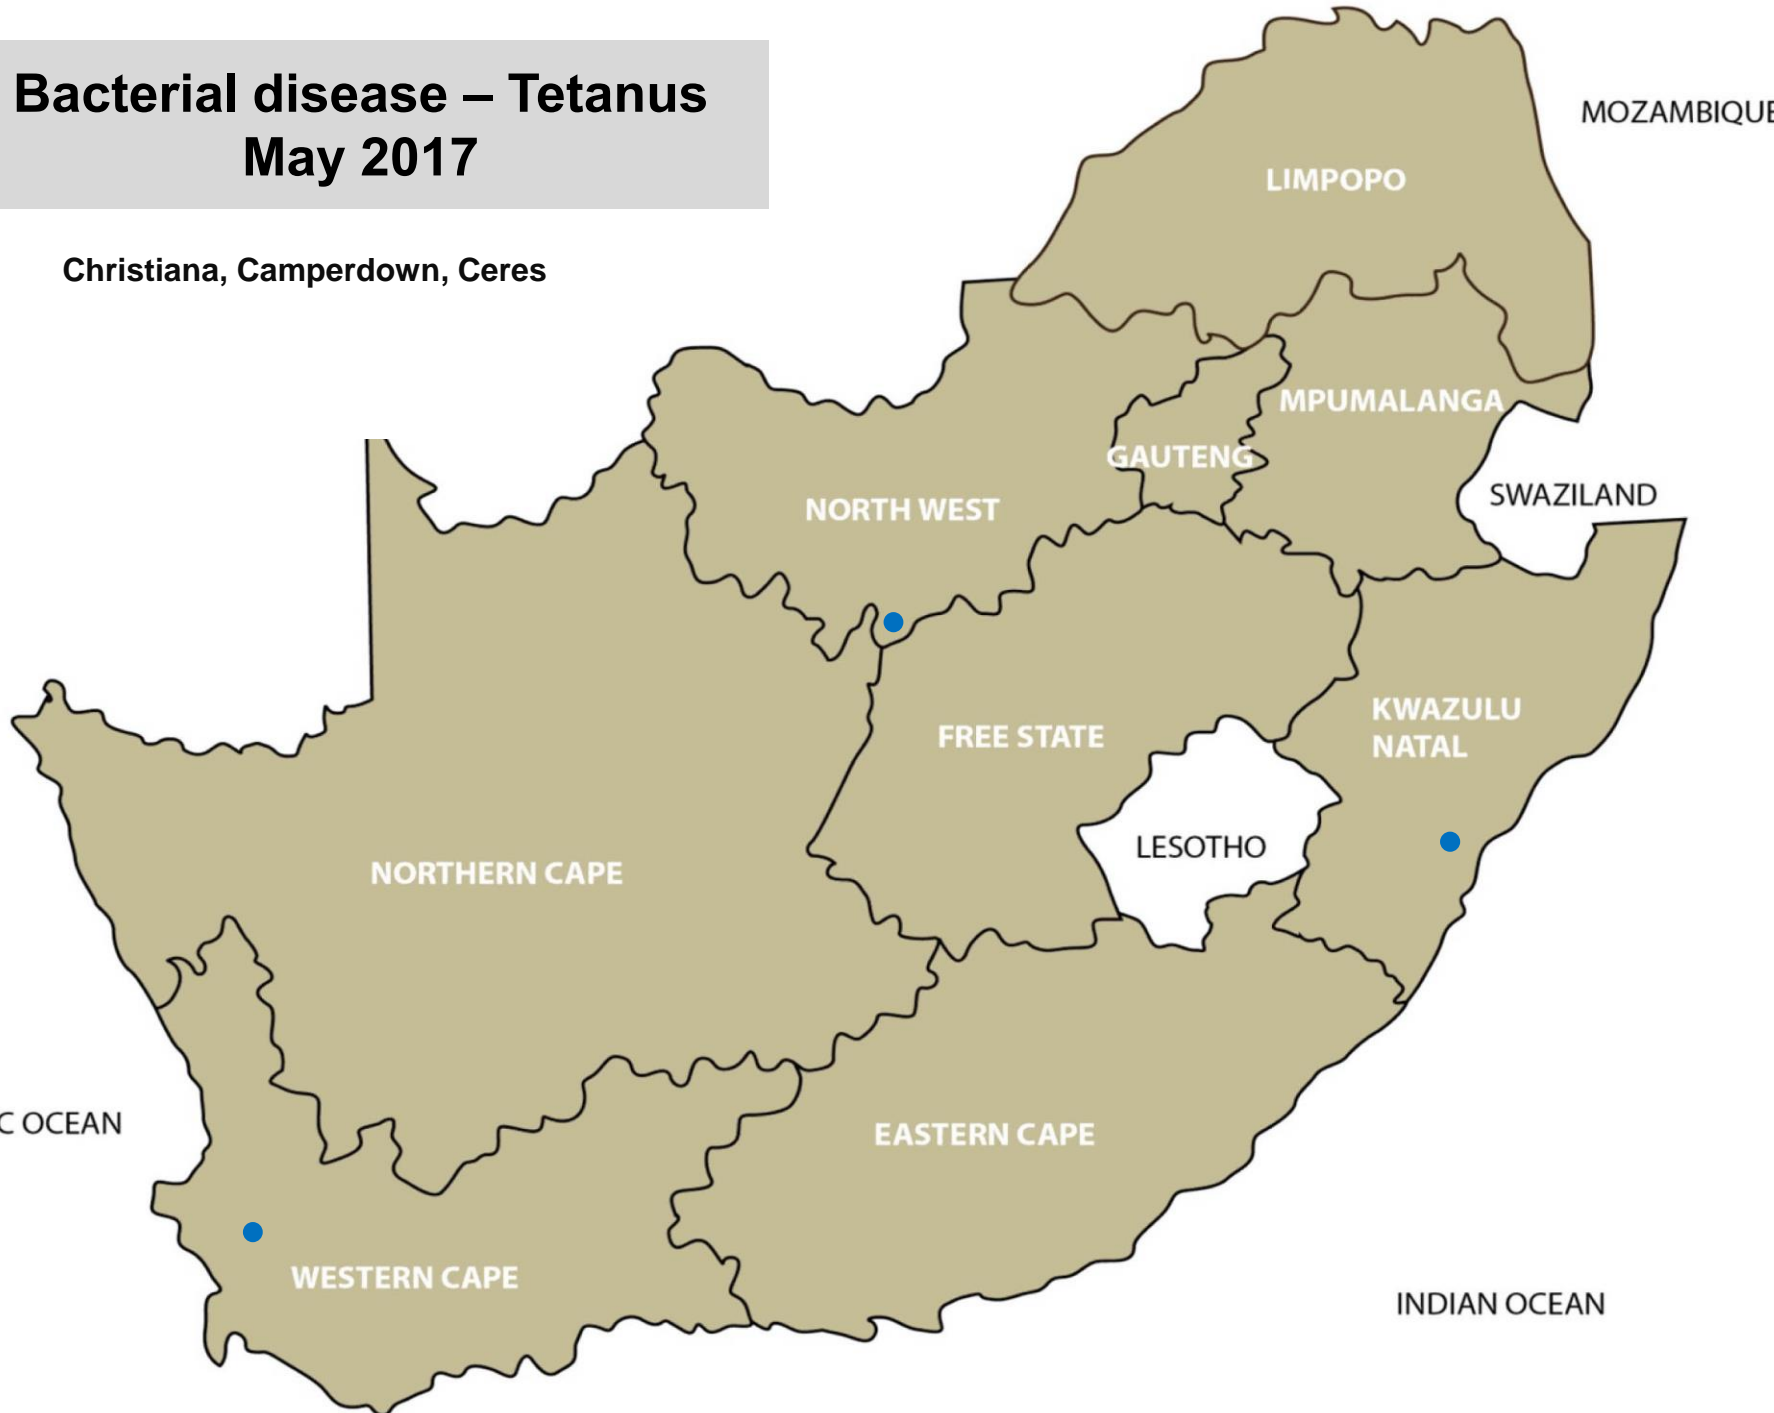 Bacterial disease – Tetanus
May 2017
Christiana, Camperdown, Ceres
MOZAMBIQUE
LIMPOPO
MPUMALANGA
GAUTENG
SWAZILAND
NORTH WEST
KWAZULU
NATAL
FREE STATE
LESOTHO
NORTHERN CAPE
C OCEAN
EASTERN CAPE
WESTERN CAPE
INDIAN OCEAN